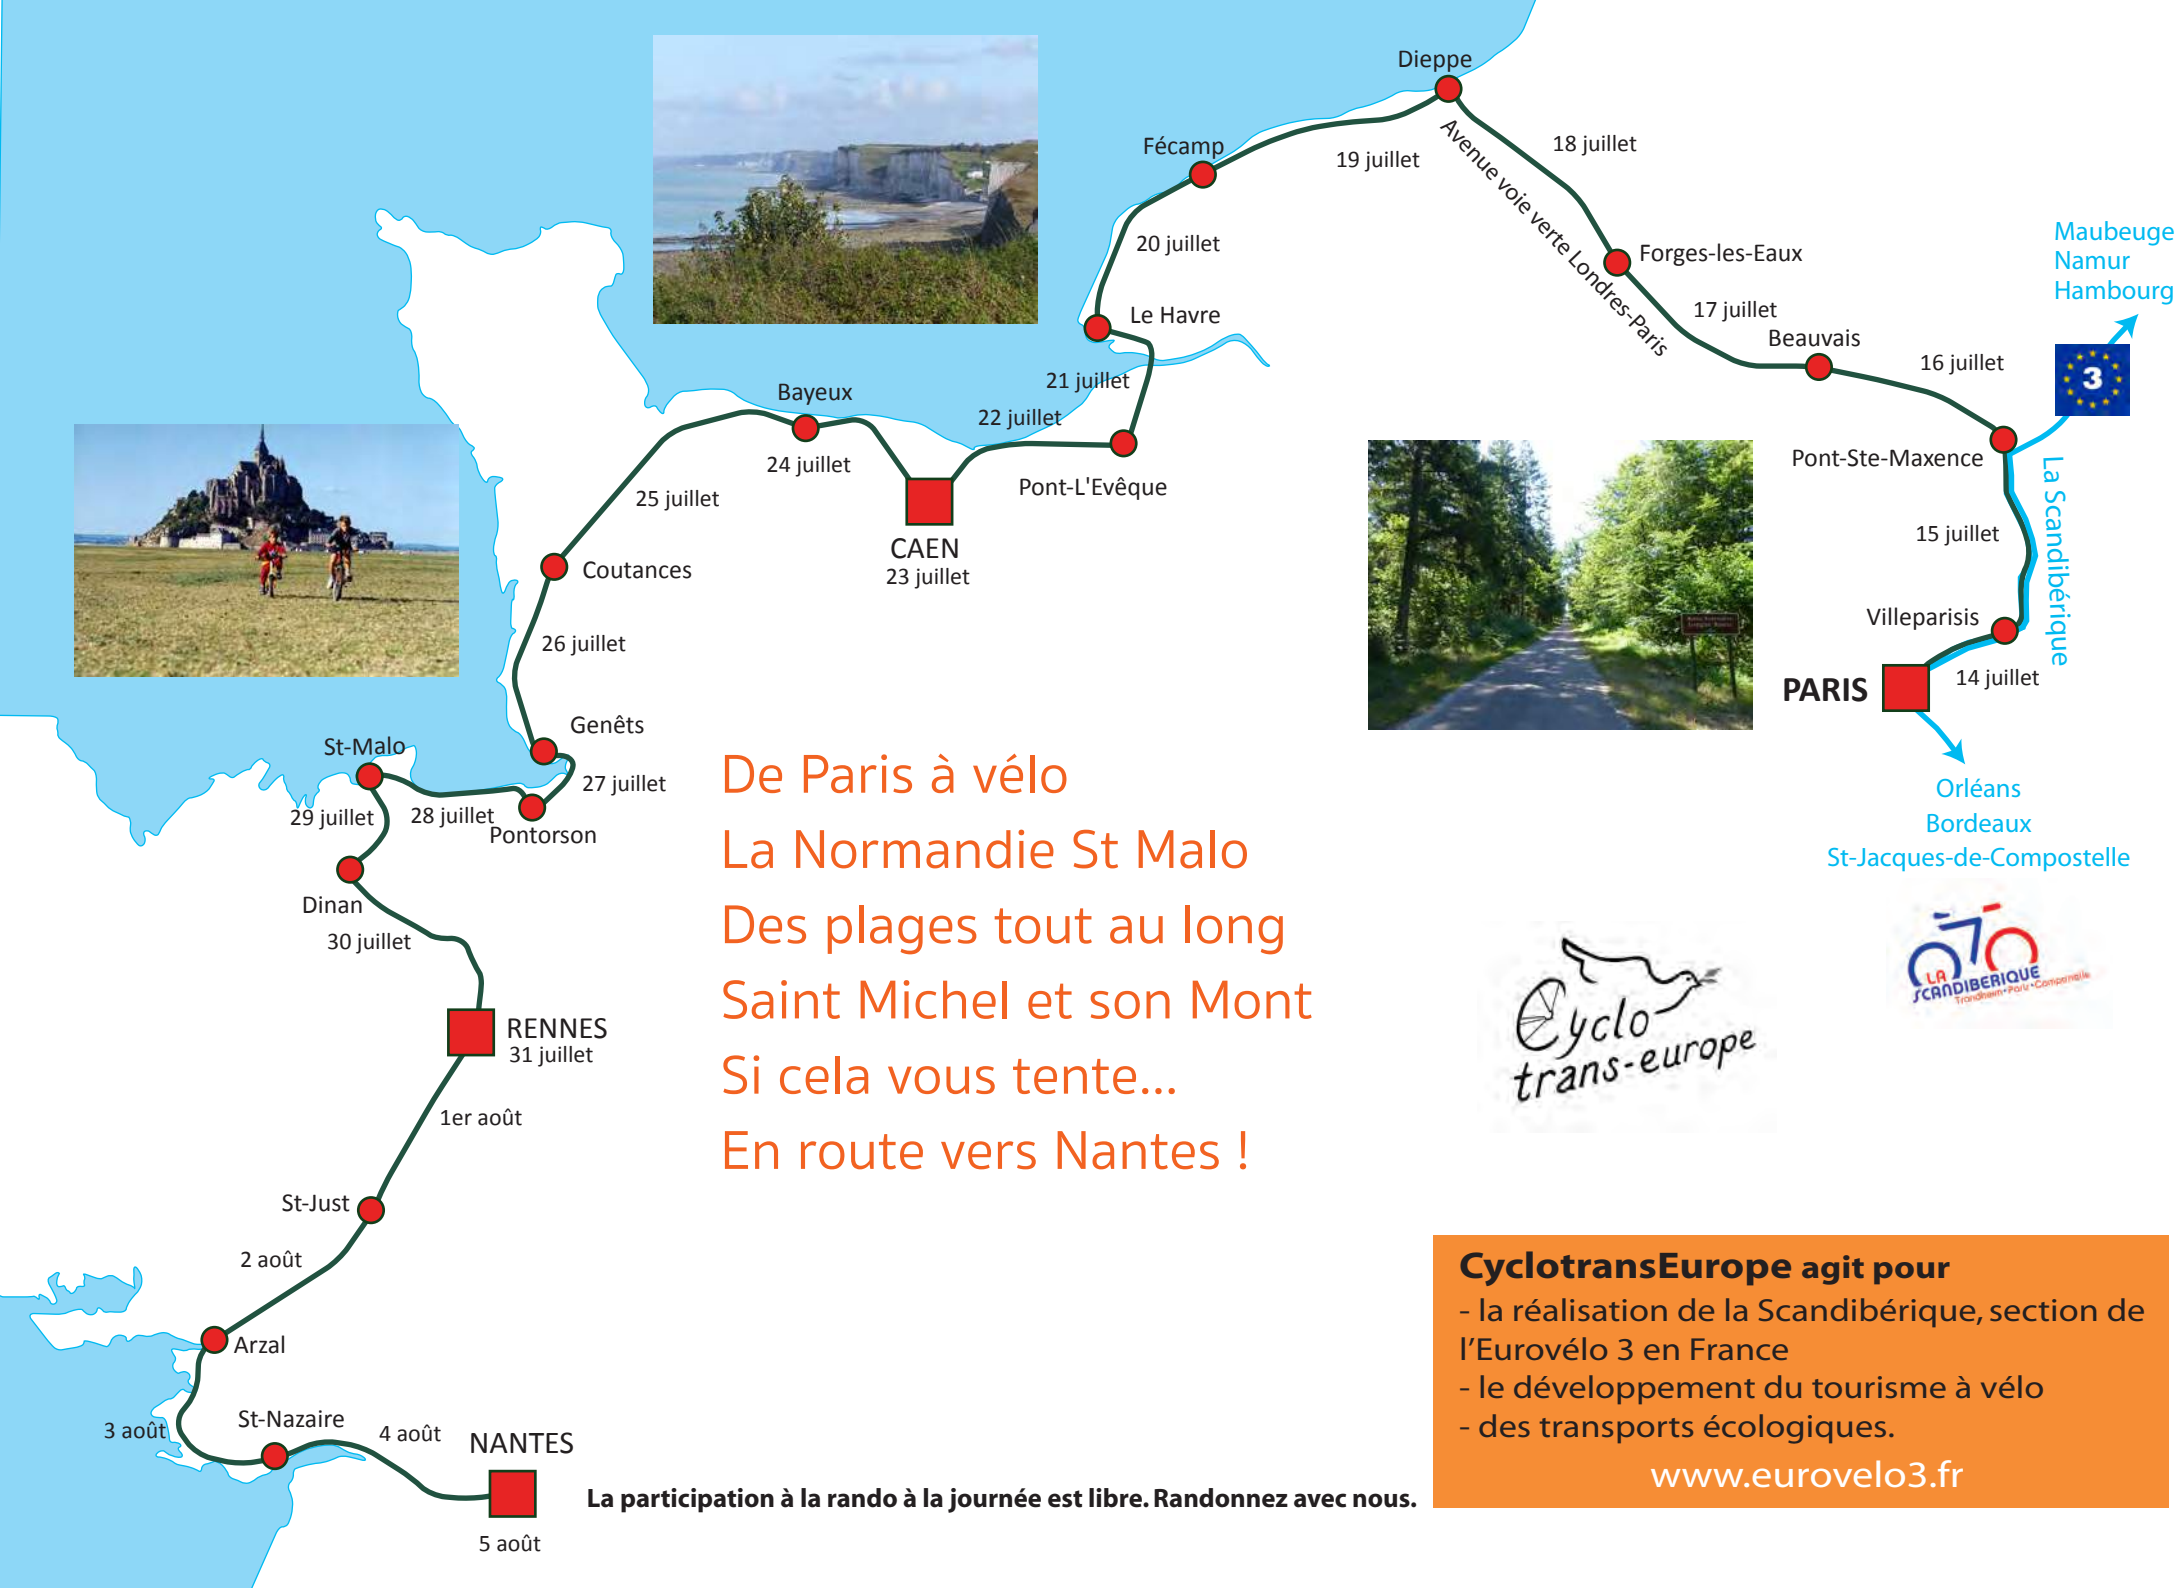 Dieppe
Fécamp
19 juillet
18 juillet
Avenue voie verte Londres-Paris
20 juillet
Forges-les-Eaux
Maubeuge
Namur
Hambourg
Le Havre
17 juillet
Beauvais
16 juillet
3
21 juillet
Bayeux
22 juillet
24 juillet
25 juillet
Pont-L'Evêque
Pont-Ste-Maxence
La Scandibérique
15 juillet
CAEN
23 juillet
Coutances
26 juillet
Villeparisis
14 juillet
PARIS
Genêts
St-Malo
27 juillet
29 juillet
28 juillet
Pontorson
Orléans
Bordeaux
St-Jacques-de-Compostelle
De Paris à vélo
La Normandie St Malo
Des plages tout au long
Saint Michel et son Mont
Si cela vous tente...
En route vers Nantes !
Dinan
30 juillet
RENNES
31 juillet
1er août
St-Just
2 août
Arzal
3 août
St-Nazaire
4 août
NANTES
5 août
Cyclo
trans-europe
LA
SCANDIBERIQUE
Trondheim•Paris•Compostelle
La participation à la rando à la journée est libre. Randonnez avec nous.
CyclotransEurope agit pour
- la réalisation de la Scandibérique, section de
l'Eurovélo 3 en France
- le développement du tourisme à vélo
- des transports écologiques.
www.eurovelo3.fr